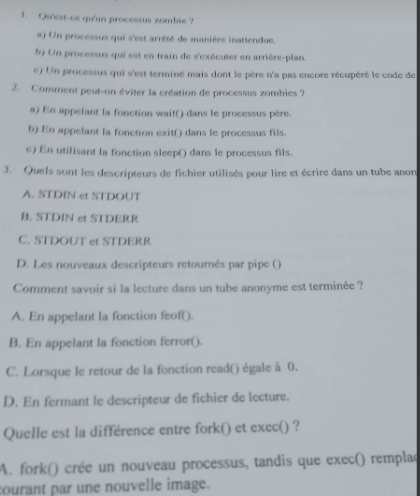 1. Qu'est-ce qu'un processus zombie ?
a) Un processus qui s'est arrêté de manière inattendue.
b) Un processus qui est en train de s'exécuter en arrière-plan.
c) Un processus qui s'est terminé mais dont le père n'a pas encore récupéré le code de
2. Comment peut-on éviter la création de processus zombies ?
a) En appelant la fonction wait() dans le processus père.
b) En appelant la fonction exit() dans le processus fils.
c) En utilisant la fonction sleep() dans le processus fils.
3. Quels sont les descripteurs de fichier utilisés pour lire et écrire dans un tube anon
A. STDIN et STDOUT
B. STDIN et STDERR
C. STDOUT et STDERR
D. Les nouveaux descripteurs retournés par pipe ()
Comment savoir si la lecture dans un tube anonyme est terminée ?
A. En appelant la fonction feof().
B. En appelant la fonction ferror().
C. Lorsque le retour de la fonction read() égale à 0.
D. En fermant le descripteur de fichier de lecture.
Quelle est la différence entre fork() et exec() ?
A. fork() crée un nouveau processus, tandis que exec() remplac
courant par une nouvelle image.